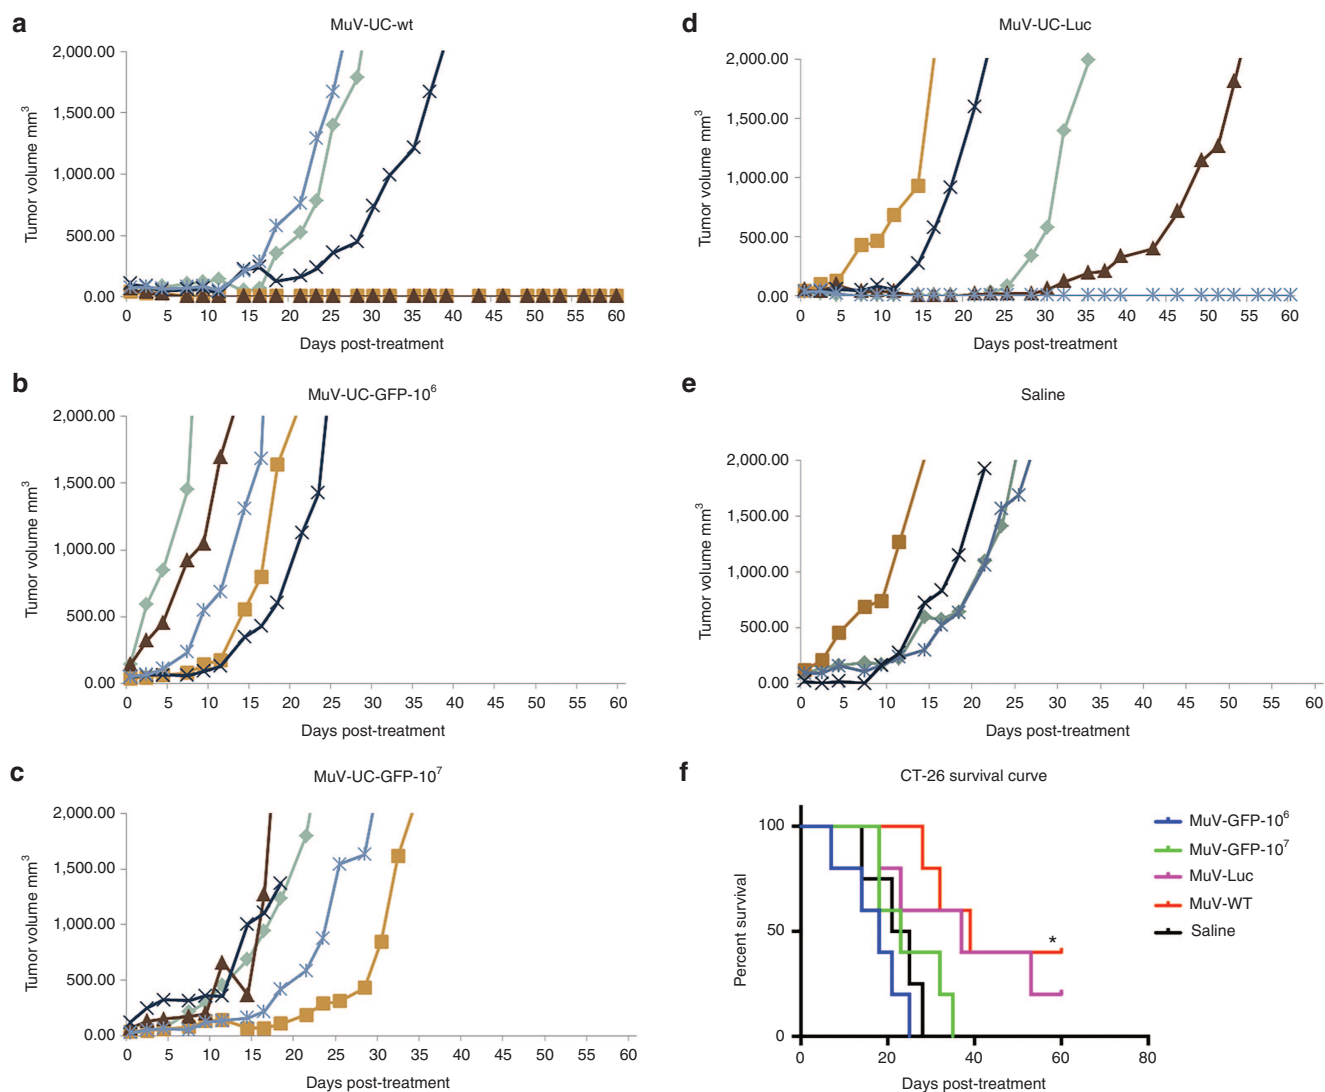 a
MuV-UC-wt
Tumor volume mm³
2,000.00
1,500.00
1,000.00
500.00
0.00
0 5 10 15 20 25 30 35 40 45 50 55 60
Days post-treatment
b
MuV-UC-GFP-10⁶
Tumor volume mm³
2,000.00
1,500.00
1,000.00
500.00
0.00
0 5 10 15 20 25 30 35 40 45 50 55 60
Days post-treatment
c
MuV-UC-GFP-10⁷
Tumor volume mm³
2,000.00
1,500.00
1,000.00
500.00
0.00
0 5 10 15 20 25 30 35 40 45 50 55 60
Days post-treatment
d
MuV-UC-Luc
Tumor volume mm³
2,000.00
1,500.00
1,000.00
500.00
0.00
0 5 10 15 20 25 30 35 40 45 50 55 60
Days post-treatment
e
Saline
Tumor volume mm³
2,000.00
1,500.00
1,000.00
500.00
0.00
0 5 10 15 20 25 30 35 40 45 50 55 60
Days post-treatment
f
CT-26 survival curve
Percent survival
100
50
0
0 20 40 60 80
Days post-treatment
*
MuV-GFP-10⁶
MuV-GFP-10⁷
MuV-Luc
MuV-WT
Saline